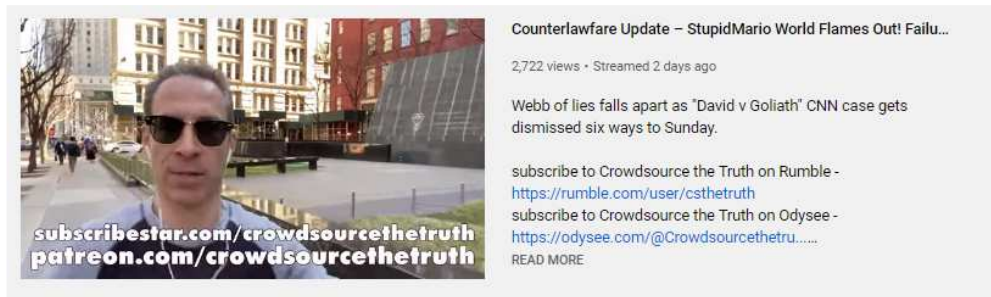 subscribestar.com/crowdsourcethetruth
patreon.com/crowdsourcethetruth
Counterlawfare Update – StupidMario World Flames Out! Failu...
2,722 views • Streamed 2 days ago
Webb of lies falls apart as "David v Goliath" CNN case gets
dismissed six ways to Sunday.
subscribe to Crowdsource the Truth on Rumble -
https://rumble.com/user/csthetruth
subscribe to Crowdsource the Truth on Odysee -
https://odysee.com/@Crowdsourcethetru......
READ MORE